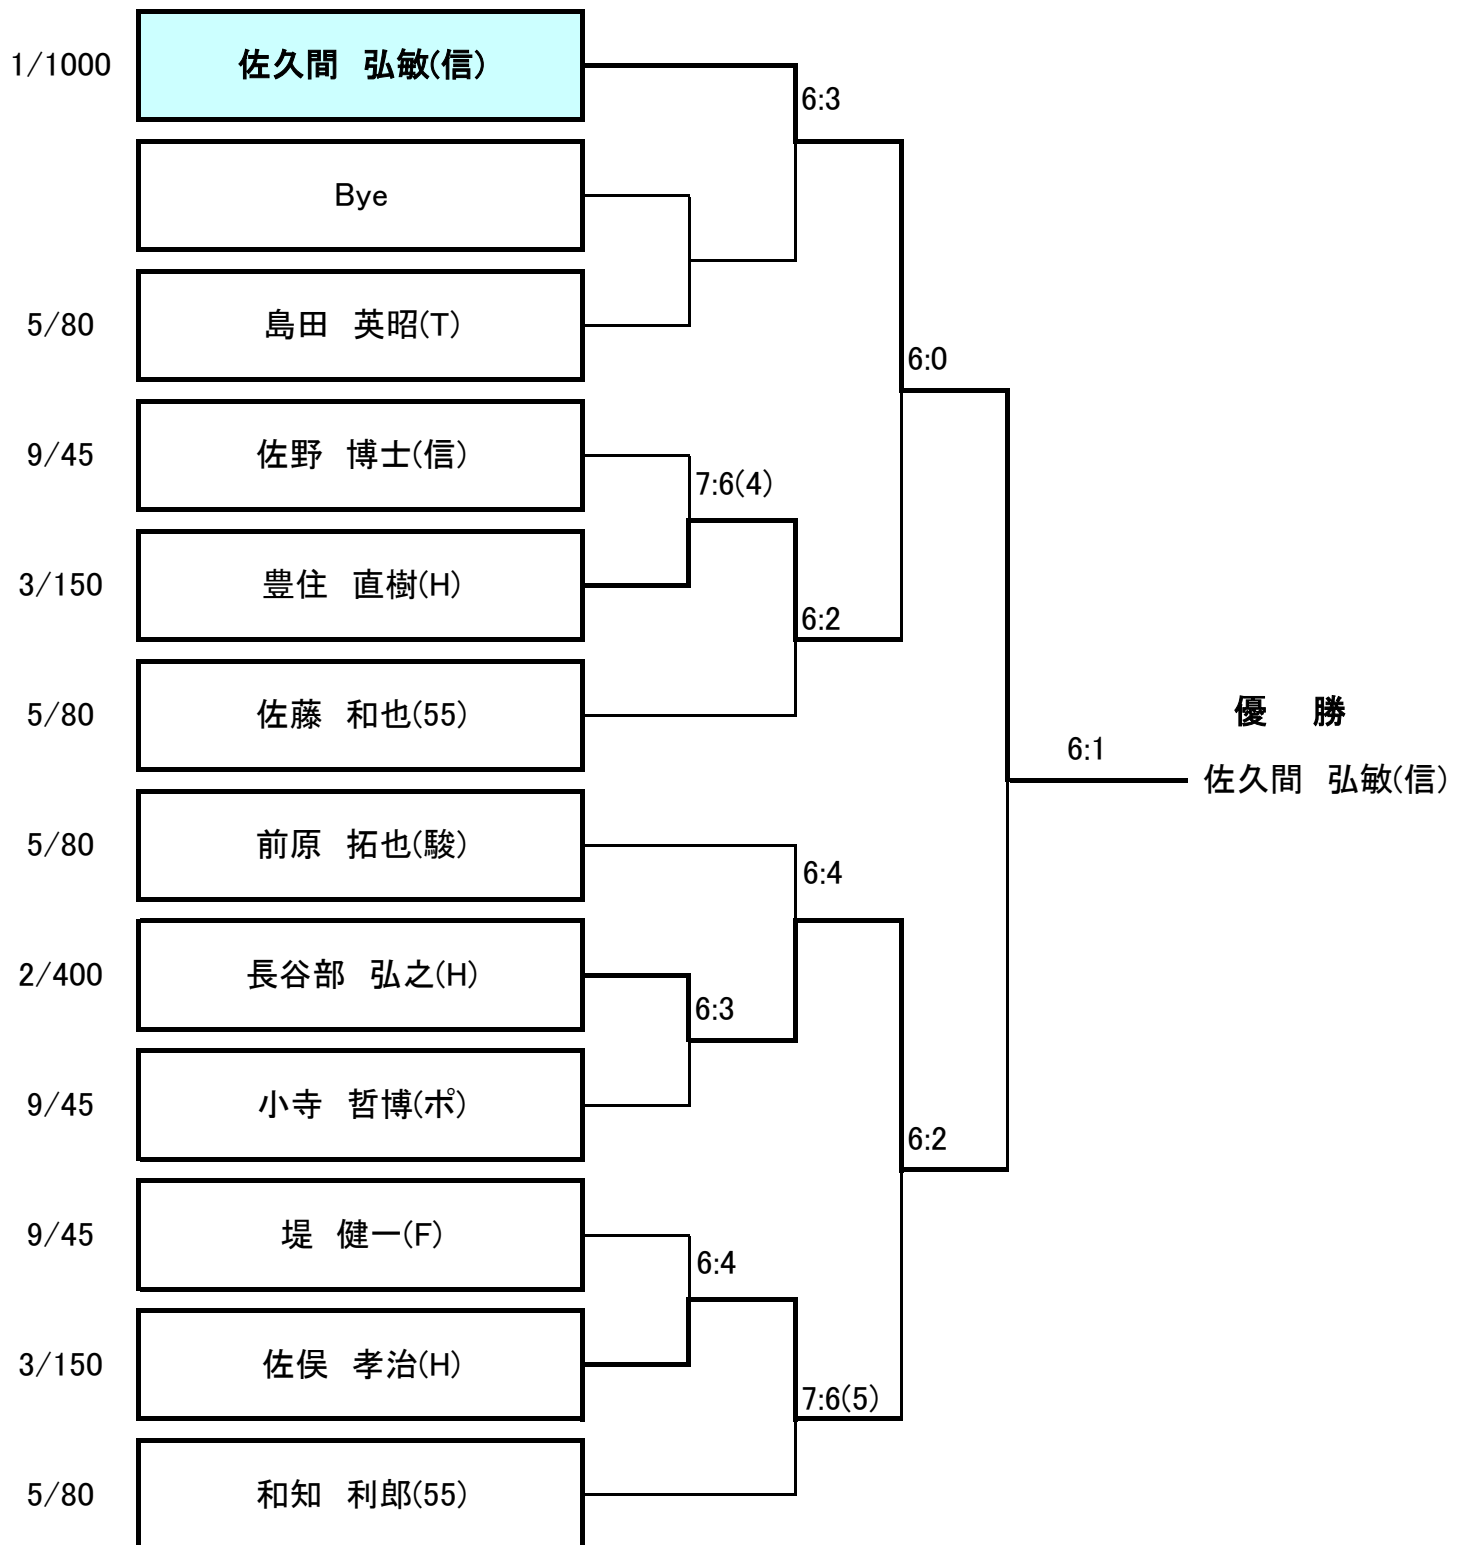 1/1000 佐久間　弘敏(信)
6:3
Bye
5/80 島田　英昭(T)
6:0
9/45 佐野　博士(信)
7:6(4)
3/150 豊住　直樹(H)
6:2
5/80 佐藤　和也(55)
優　勝
6:1
佐久間　弘敏(信)
5/80 前原　拓也(駿)
6:4
2/400 長谷部　弘之(H)
6:3
9/45 小寺　哲博(ポ)
6:2
9/45 堤　健一(F)
6:4
3/150 佐俣　孝治(H)
7:6(5)
5/80 和知　利郎(55)